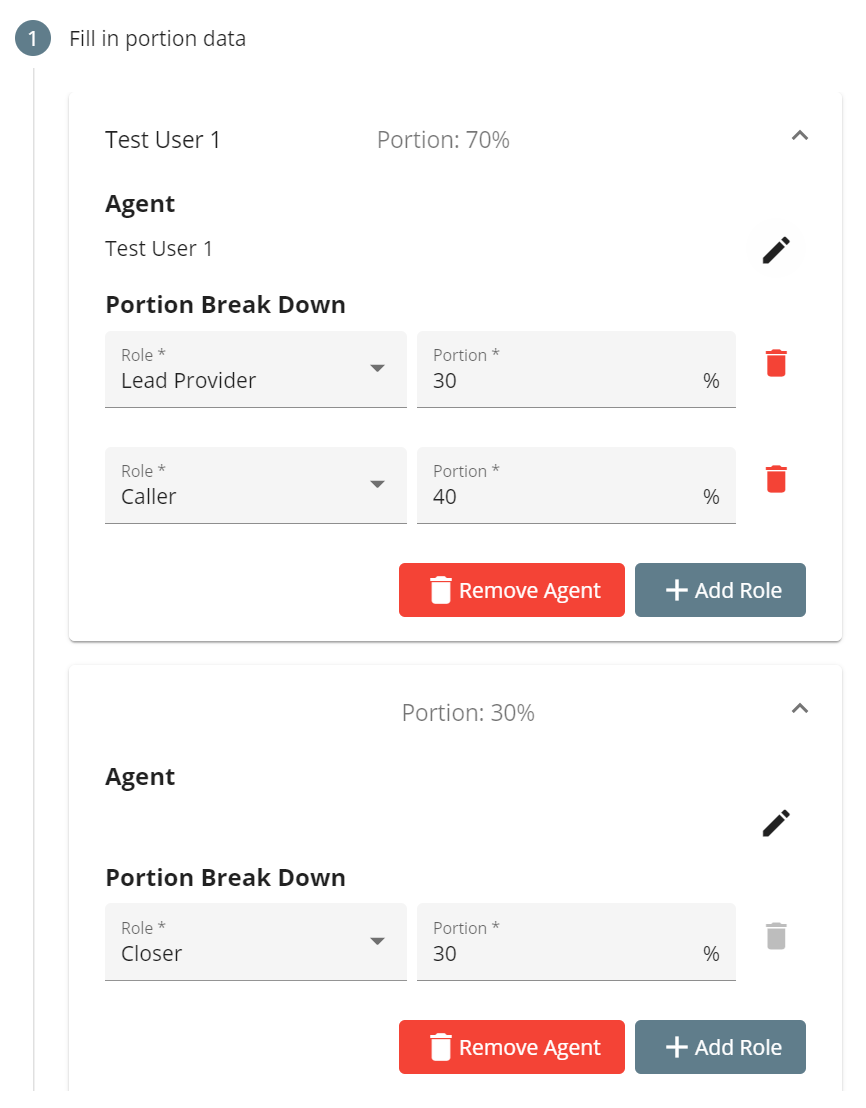 1 Fill in portion data
Test User 1 Portion: 70%
Agent
Test User 1
Portion Break Down
Role * Portion *
Lead Provider 30 %
Role * Portion *
Caller 40 %
Remove Agent Add Role
Portion: 30%
Agent
Portion Break Down
Role * Portion *
Closer 30 %
Remove Agent Add Role